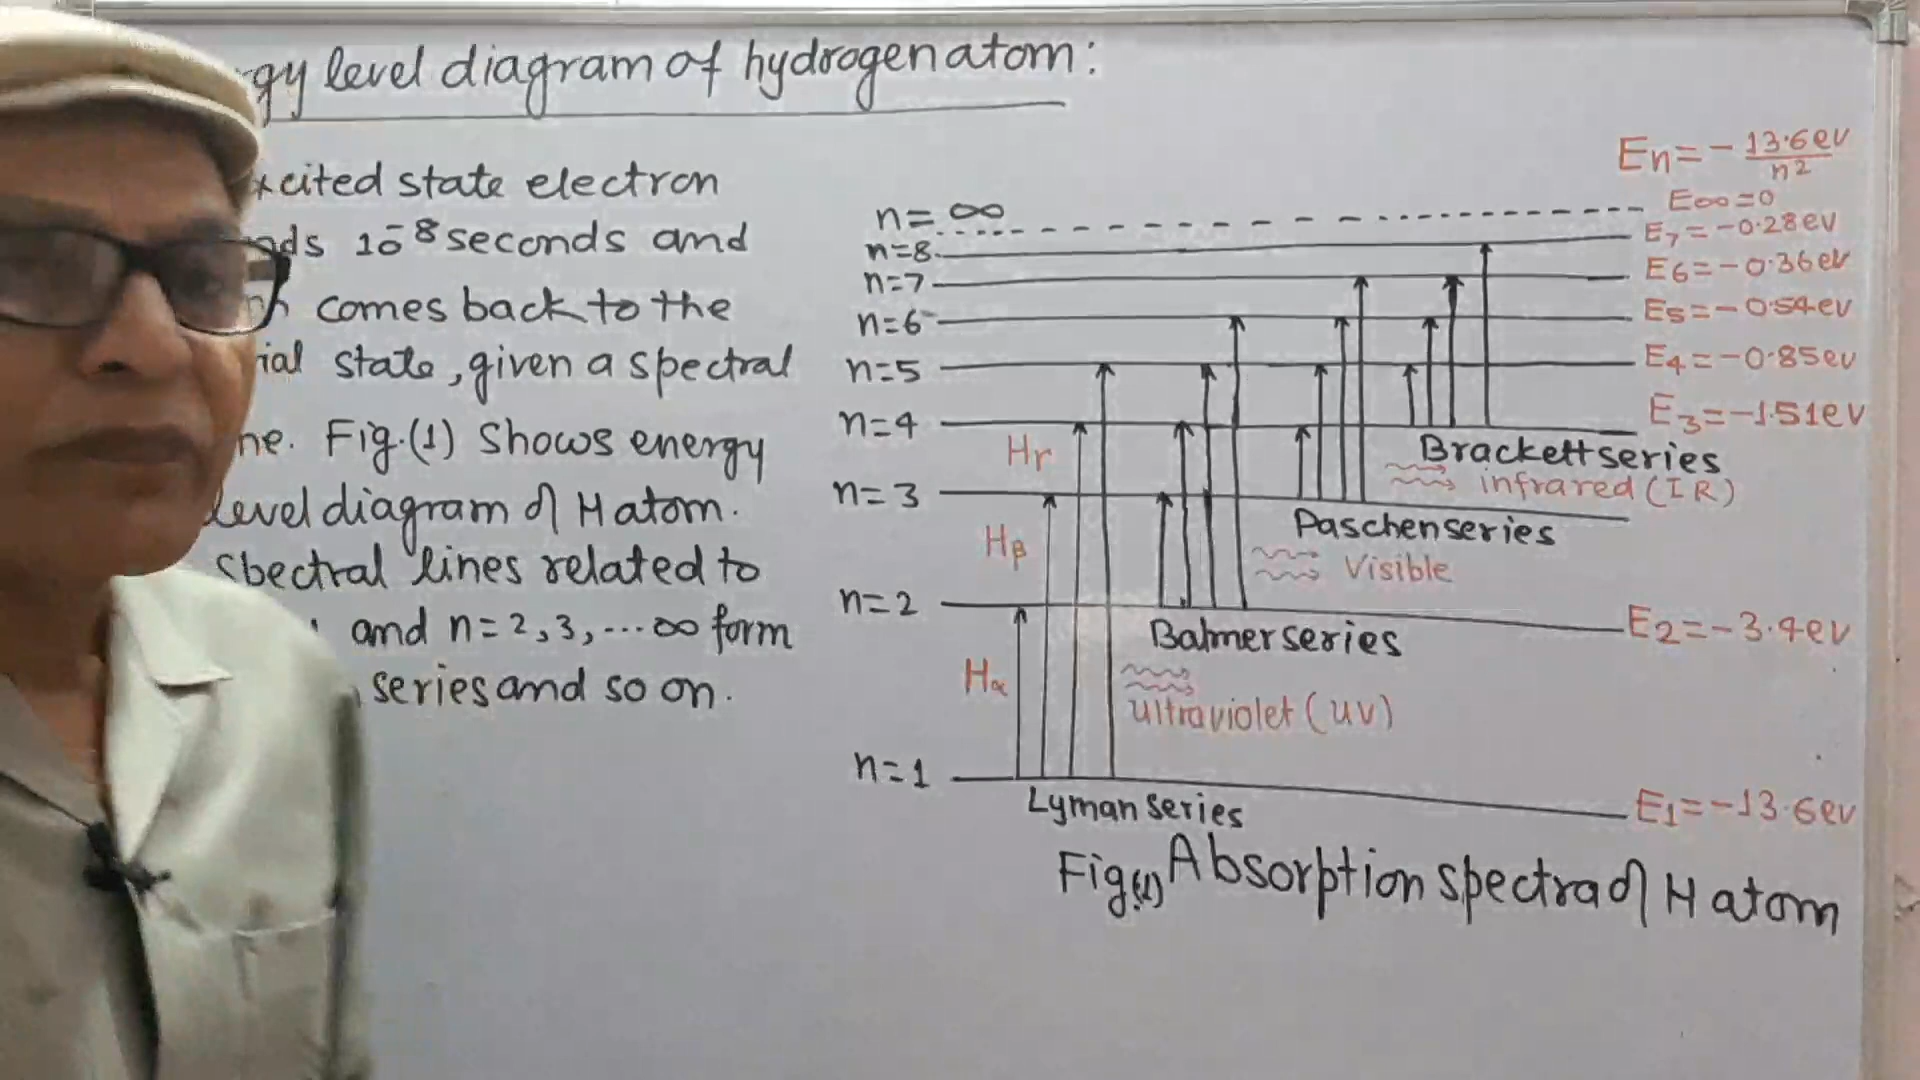 gy level diagram of hydrogen atom:
xcited state electron
nds 10⁻⁸ seconds and
comes back to the
ial state, given a spectral
ne. Fig.(1) Shows energy
level diagram of H atom.
Spectral lines related to
and n=2,3,...∞ form
series and so on.
En=-13.6ev/n²
n=∞ E∞=0
n=8 E7=-0.28ev
n=7 E6=-0.36ev
n=6 E5=-0.54ev
n=5 E4=-0.85ev
n=4 E3=-1.51ev
Hr Brackett series
infrared (IR)
n=3
Paschen series
Hβ Visible
n=2 E2=-3.4ev
Balmer series
Hα ultraviolet (uv)
n=1 E1=-13.6ev
Lyman series
Fig(1) Absorption spectra of H atom